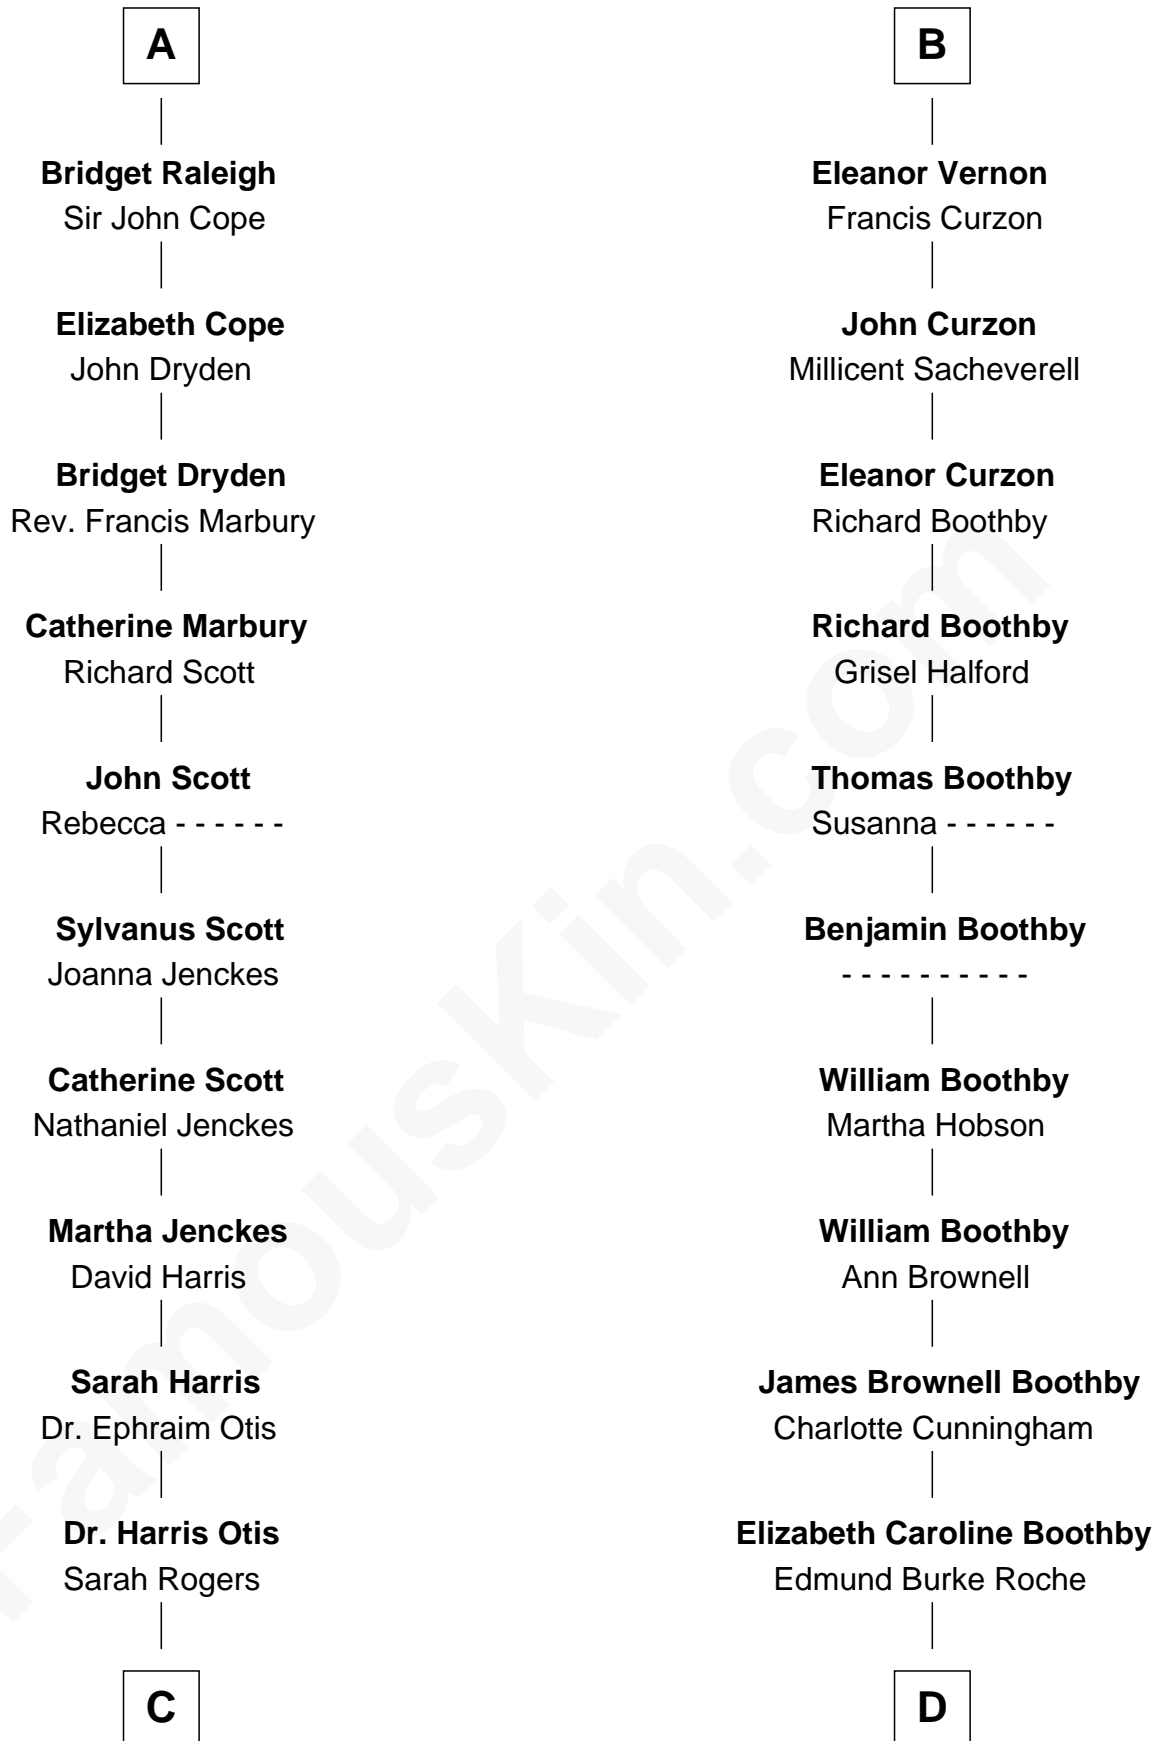 A
Bridget Raleigh
Sir John Cope
Elizabeth Cope
John Dryden
Bridget Dryden
Rev. Francis Marbury
Catherine Marbury
Richard Scott
John Scott
Rebecca - - - - - -
Sylvanus Scott
Joanna Jenckes
Catherine Scott
Nathaniel Jenckes
Martha Jenckes
David Harris
Sarah Harris
Dr. Ephraim Otis
Dr. Harris Otis
Sarah Rogers
C
B
Eleanor Vernon
Francis Curzon
John Curzon
Millicent Sacheverell
Eleanor Curzon
Richard Boothby
Richard Boothby
Grisel Halford
Thomas Boothby
Susanna - - - - - -
Benjamin Boothby
- - - - - - - - - -
William Boothby
Martha Hobson
William Boothby
Ann Brownell
James Brownell Boothby
Charlotte Cunningham
Elizabeth Caroline Boothby
Edmund Burke Roche
D
FamousKin.com